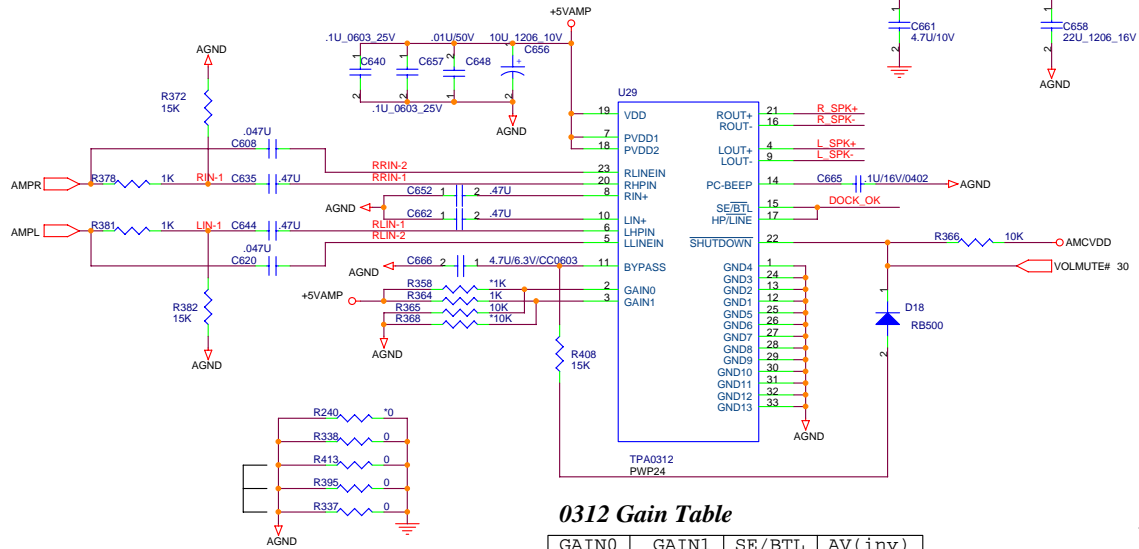 +5VAMP
.1U_0603_25V .01U/50V 10U_1206_10V
C656
C640 C657 C648
.1U_0603_25V
AGND
C661
4.7U/10V
C658
22U_1206_16V
AGND
AGND
R372
15K
.047U
C608
AMPR R378 1K RIN-1 C635 .47U
RRIN-2
RRIN-1
AGND C652 1 2 .47U
C662 1 2 .47U
AMPL R381 1K LIN-1 C644 .47U
.047U
C620
RLIN-1
RLIN-2
AGND C666 2 1 4.7U/6.3V/CC0603
R382
15K
AGND
+5VAMP
R358 *1K
R364 1K
R365 10K
R368 *10K
AGND
R408
15K
U29
19 VDD
7 PVDD1
18 PVDD2
23 RLINEIN
20 RHPIN
8 RIN+
10 LIN+
6 LHPIN
5 LLINEIN
11 BYPASS
2 GAIN0
3 GAIN1
ROUT+ 21 R_SPK+
ROUT- 16 R_SPK-
LOUT+ 4 L_SPK+
LOUT- 9 L_SPK-
PC-BEEP 14 C665 .1U/16V/0402 AGND
SE/BTL 15 DOCK_OK
HP/LINE 17
SHUTDOWN 22 R366 10K AMCVDD
VOLMUTE# 30
GND4 1
GND3 24
GND2 13
GND1 12
GND5 25
GND6 26
GND7 27
GND8 28
GND9 29
GND10 30
GND11 31
GND12 32
GND13 33
AGND
1
D18
RB500
2
TPA0312
PWP24
R240 *0
R338 0
R413 0
R395 0
R337 0
AGND
0312 Gain Table
GAIN0 GAIN1 SE/BTL AV(inv)